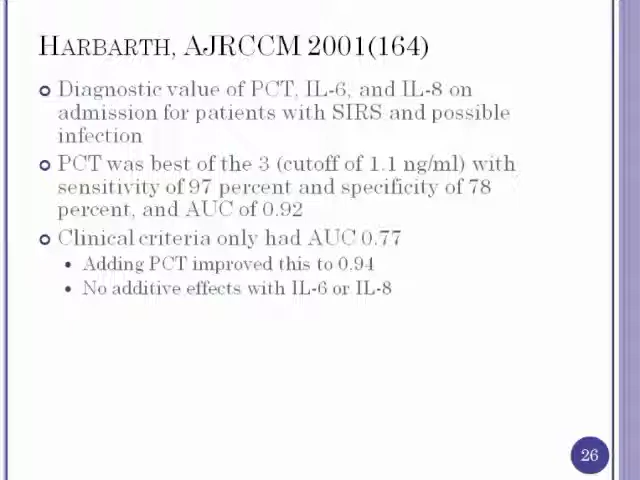 HARBARTH, AJRCCM 2001(164)
Diagnostic value of PCT, IL-6, and IL-8 on
admission for patients with SIRS and possible
infection
PCT was best of the 3 (cutoff of 1.1 ng/ml) with
sensitivity of 97 percent and specificity of 78
percent, and AUC of 0.92
Clinical criteria only had AUC 0.77
Adding PCT improved this to 0.94
No additive effects with IL-6 or IL-8
26